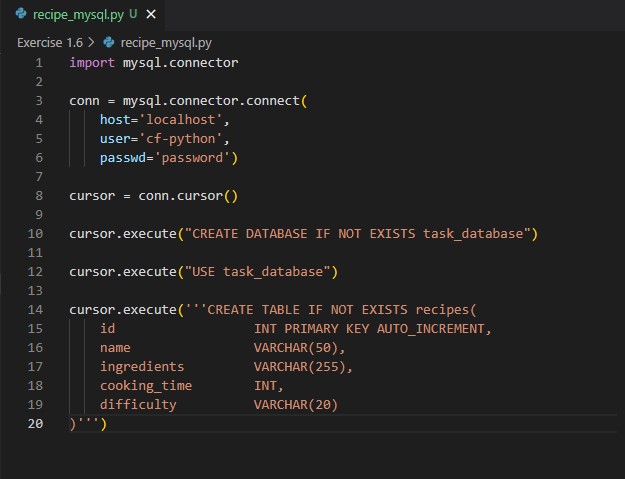 recipe_mysql.py U
Exercise 1.6 > recipe_mysql.py
1 import mysql.connector
2
3 conn = mysql.connector.connect(
4     host='localhost',
5     user='cf-python',
6     passwd='password')
7
8 cursor = conn.cursor()
9
10 cursor.execute("CREATE DATABASE IF NOT EXISTS task_database")
11
12 cursor.execute("USE task_database")
13
14 cursor.execute('''CREATE TABLE IF NOT EXISTS recipes(
15     id                  INT PRIMARY KEY AUTO_INCREMENT,
16     name                VARCHAR(50),
17     ingredients         VARCHAR(255),
18     cooking_time        INT,
19     difficulty          VARCHAR(20)
20 )''')